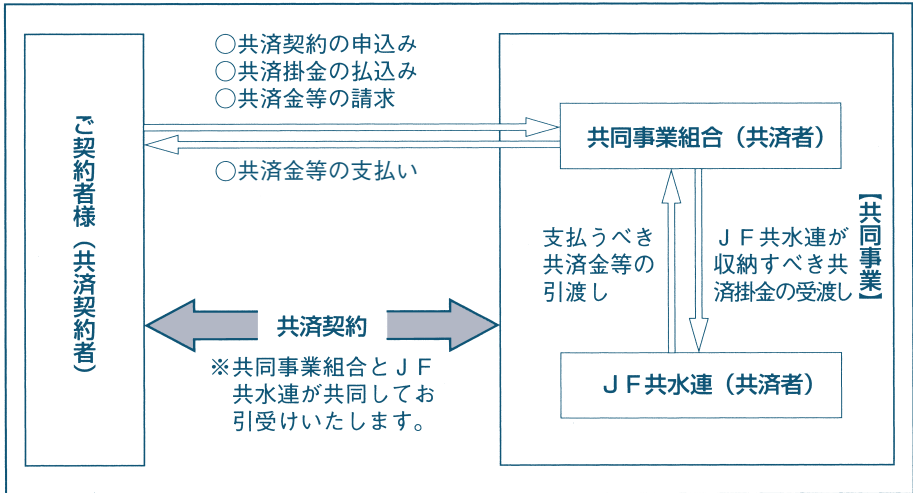 ご契約者様（共済契約者）
○共済契約の申込み
○共済掛金の払込み
○共済金等の請求
○共済金等の支払い
共済契約
※共同事業組合とＪＦ
共水連が共同してお
引受けいたします。
共同事業組合（共済者）
支払うべき
共済金等の
引渡し
ＪＦ共水連が
収納すべき共
済掛金の受渡し
ＪＦ共水連（共済者）
【共同事業】